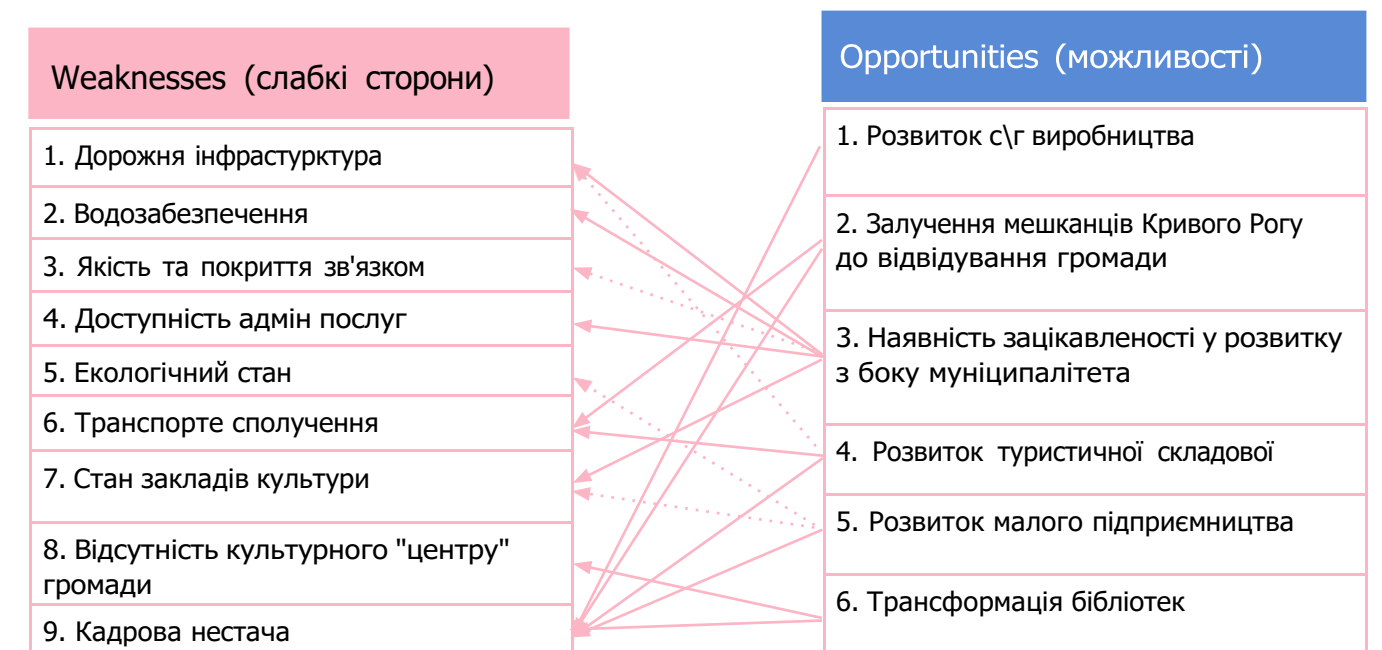 Weaknesses (слабкі сторони)
1. Дорожня інфрастурктура
2. Водозабезпечення
3. Якість та покриття зв'язком
4. Доступність адмін послуг
5. Екологічний стан
6. Транспорте сполучення
7. Стан закладів культури
8. Відсутність культурного "центру"
громади
9. Кадрова нестача
Opportunities (можливості)
1. Розвиток с\г виробництва
2. Залучення мешканців Кривого Рогу
до відвідування громади
3. Наявність зацікавленості у розвитку
з боку муніципалітета
4. Розвиток туристичної складової
5. Розвиток малого підприємництва
6. Трансформація бібліотек